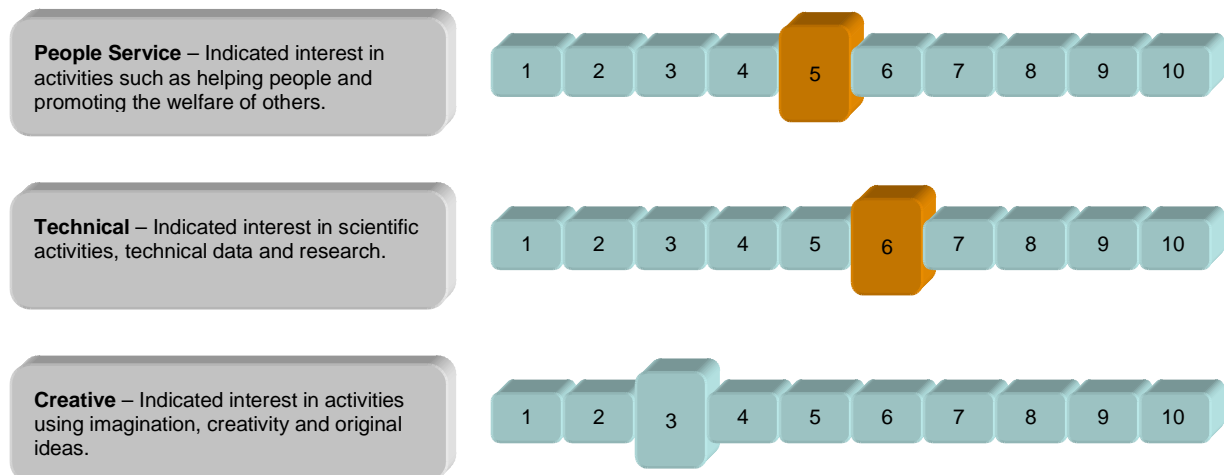 People Service – Indicated interest in
activities such as helping people and
promoting the welfare of others.
1 2 3 4 5 6 7 8 9 10
Technical – Indicated interest in scientific
activities, technical data and research.
1 2 3 4 5 6 7 8 9 10
Creative – Indicated interest in activities
using imagination, creativity and original
ideas.
1 2 3 4 5 6 7 8 9 10